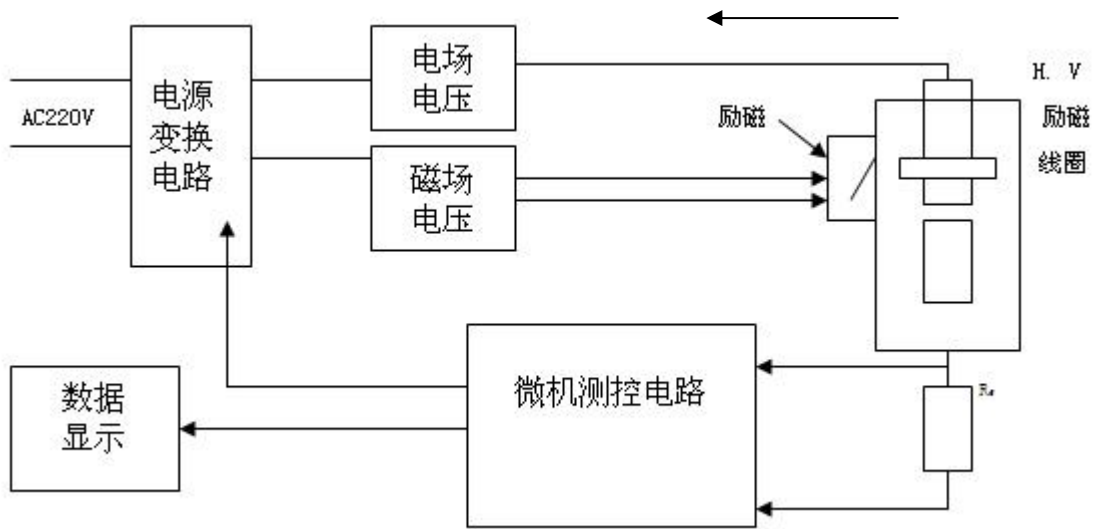 电场
电压
H. V
电源
变换
电路
AC220V
励磁
励磁
线圈
磁场
电压
微机测控电路
数据
显示